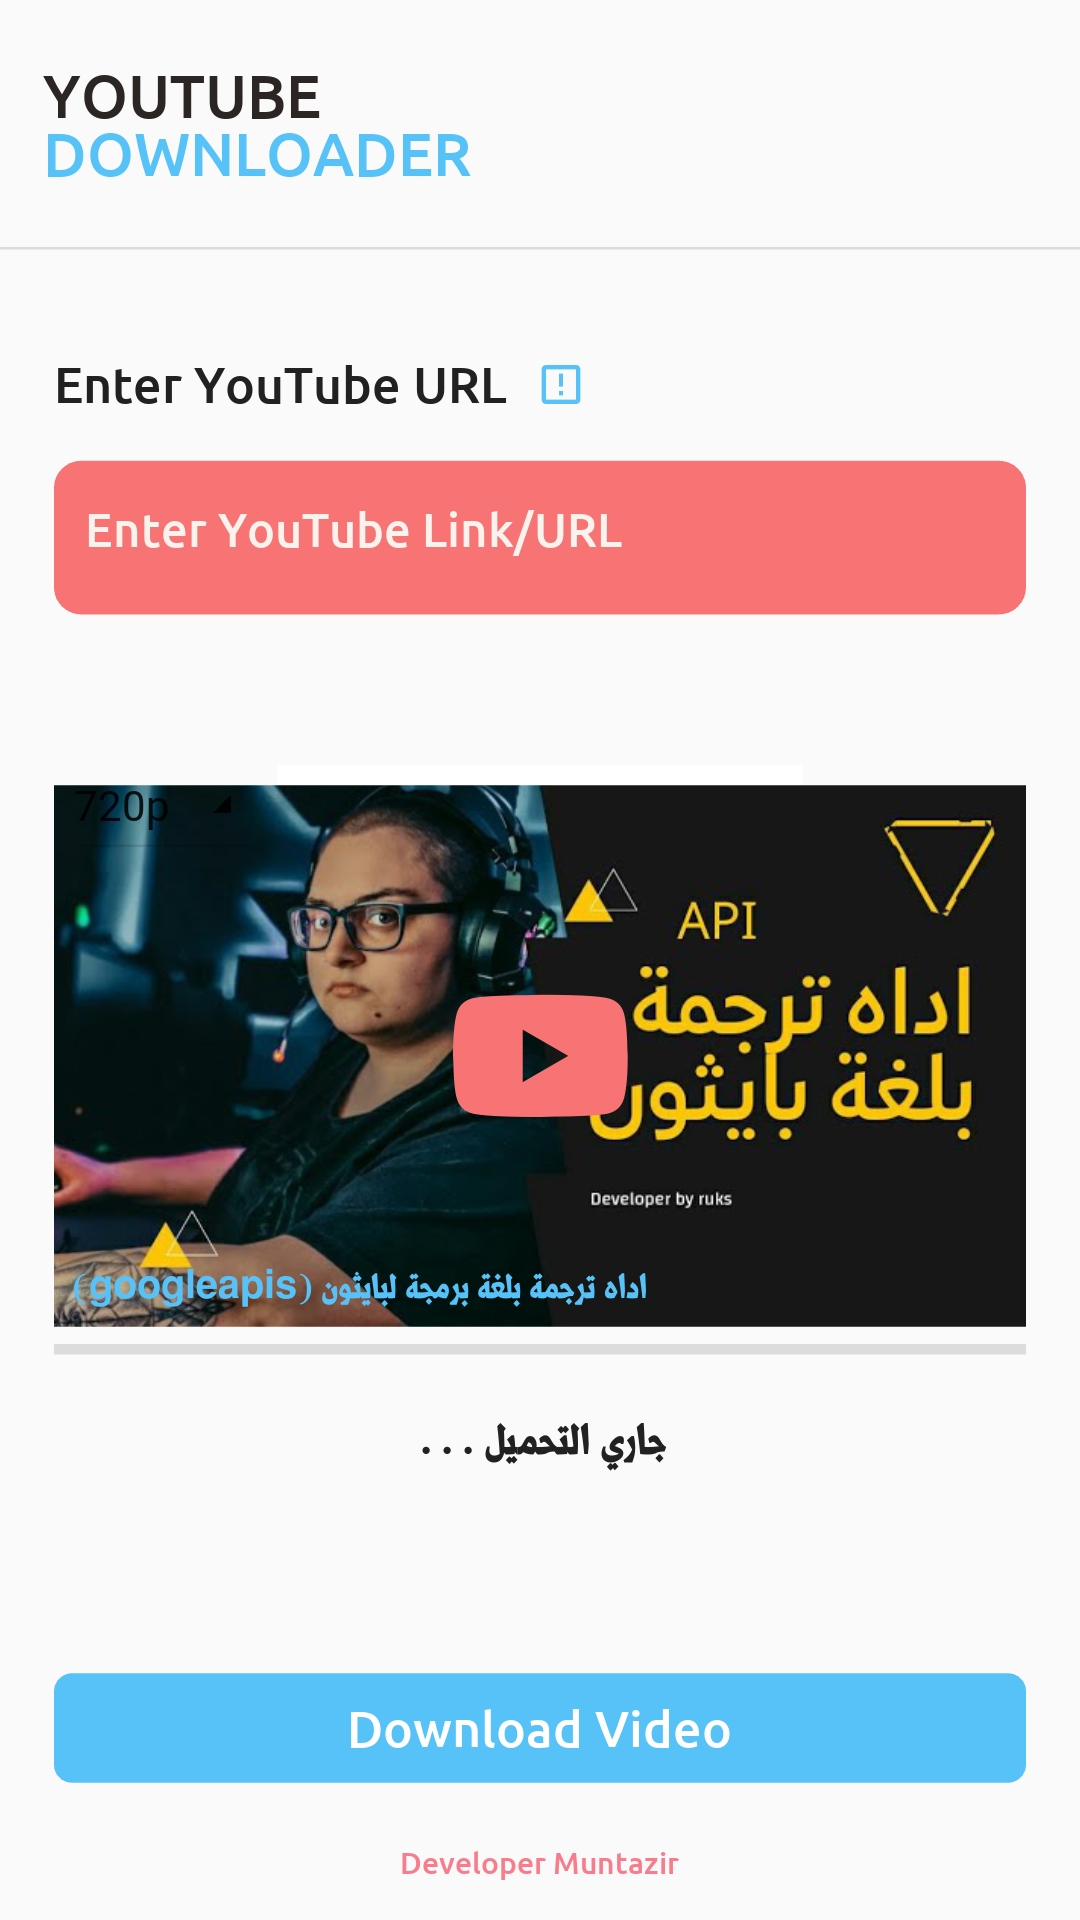 YOUTUBE
DOWNLOADER
Enter YouTube URL
Enter YouTube Link/URL
720p
API
اداه ترجمة
بلغة بايثون
Developer by ruks
اداه ترجمة بلغة برمجة لبايثون (googleapis)
جاري التحميل . . .
Download Video
Developer Muntazir